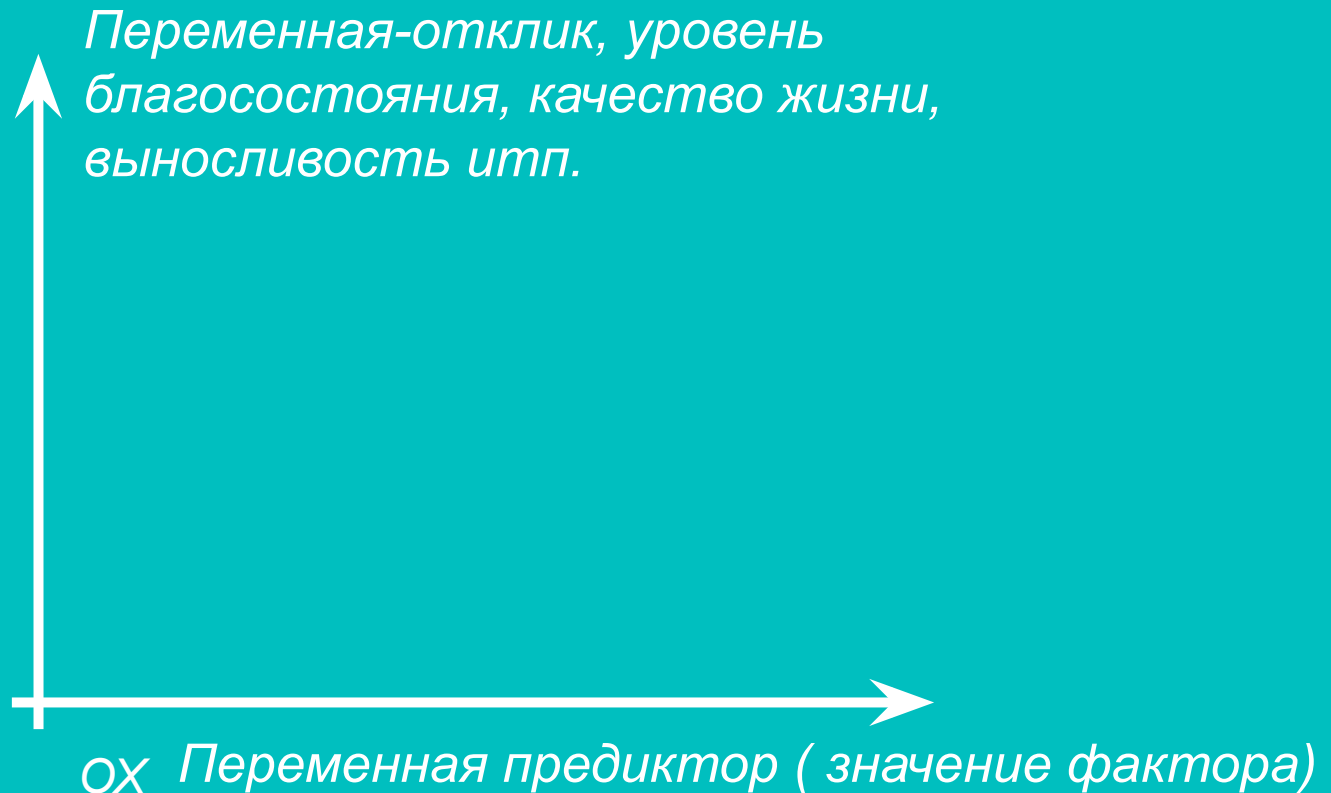 Переменная-отклик, уровень
благосостояния, качество жизни,
выносливость итп.
OX Переменная предиктор ( значение фактора)